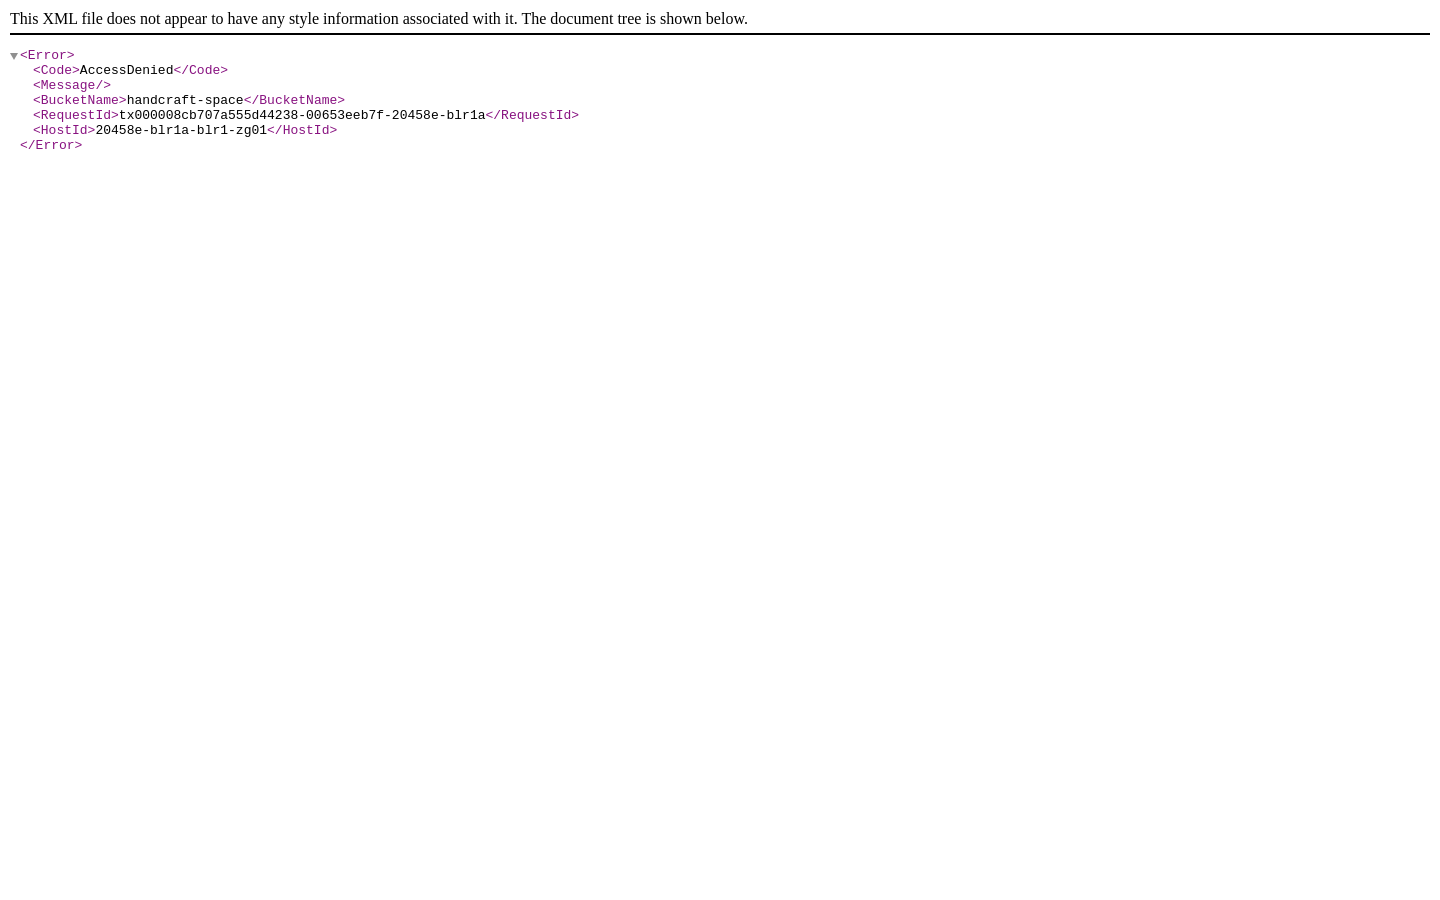 This XML file does not appear to have any style information associated with it. The document tree is shown below.
<Error>
<Code>AccessDenied</Code>
<Message/>
<BucketName>handcraft-space</BucketName>
<RequestId>tx000008cb707a555d44238-00653eeb7f-20458e-blr1a</RequestId>
<HostId>20458e-blr1a-blr1-zg01</HostId>
</Error>